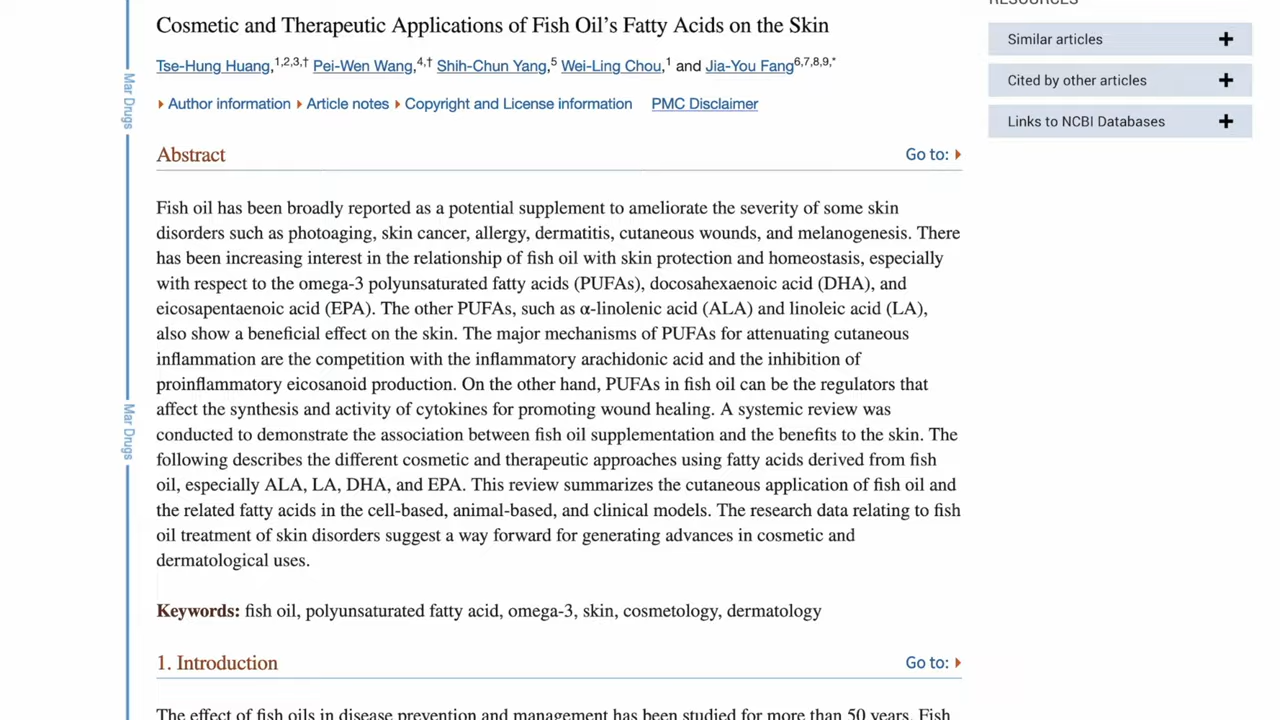 RESOURCES
Cosmetic and Therapeutic Applications of Fish Oil’s Fatty Acids on the Skin
Similar articles
Tse-Hung Huang,1,2,3,† Pei-Wen Wang,4,† Shih-Chun Yang,5 Wei-Ling Chou,1 and Jia-You Fang6,7,8,9,*
Cited by other articles
Author information Article notes Copyright and License information PMC Disclaimer
Links to NCBI Databases
Mar Drugs
Abstract Go to:
Fish oil has been broadly reported as a potential supplement to ameliorate the severity of some skin
disorders such as photoaging, skin cancer, allergy, dermatitis, cutaneous wounds, and melanogenesis. There
has been increasing interest in the relationship of fish oil with skin protection and homeostasis, especially
with respect to the omega-3 polyunsaturated fatty acids (PUFAs), docosahexaenoic acid (DHA), and
eicosapentaenoic acid (EPA). The other PUFAs, such as α-linolenic acid (ALA) and linoleic acid (LA),
also show a beneficial effect on the skin. The major mechanisms of PUFAs for attenuating cutaneous
inflammation are the competition with the inflammatory arachidonic acid and the inhibition of
proinflammatory eicosanoid production. On the other hand, PUFAs in fish oil can be the regulators that
affect the synthesis and activity of cytokines for promoting wound healing. A systemic review was
conducted to demonstrate the association between fish oil supplementation and the benefits to the skin. The
following describes the different cosmetic and therapeutic approaches using fatty acids derived from fish
oil, especially ALA, LA, DHA, and EPA. This review summarizes the cutaneous application of fish oil and
the related fatty acids in the cell-based, animal-based, and clinical models. The research data relating to fish
oil treatment of skin disorders suggest a way forward for generating advances in cosmetic and
dermatological uses.
Mar Drugs
Keywords: fish oil, polyunsaturated fatty acid, omega-3, skin, cosmetology, dermatology
1. Introduction Go to:
The effect of fish oils in disease prevention and management has been studied for more than 50 years. Fish